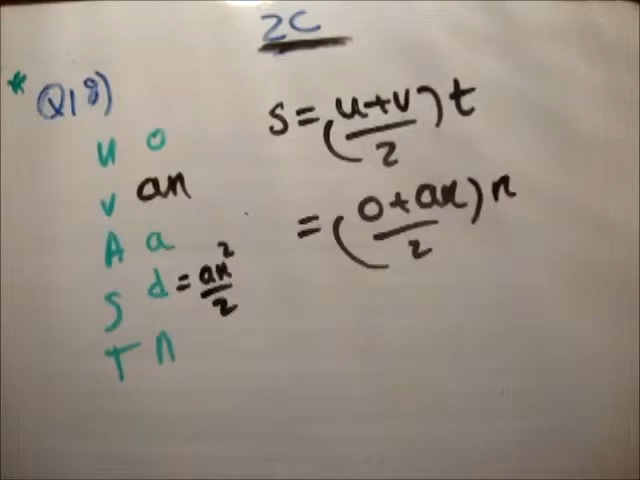 2C
* Q18)
s = (u+v/2)t
= (0+an/2)n
u 0
v an
A a
S d = an²/2
T n